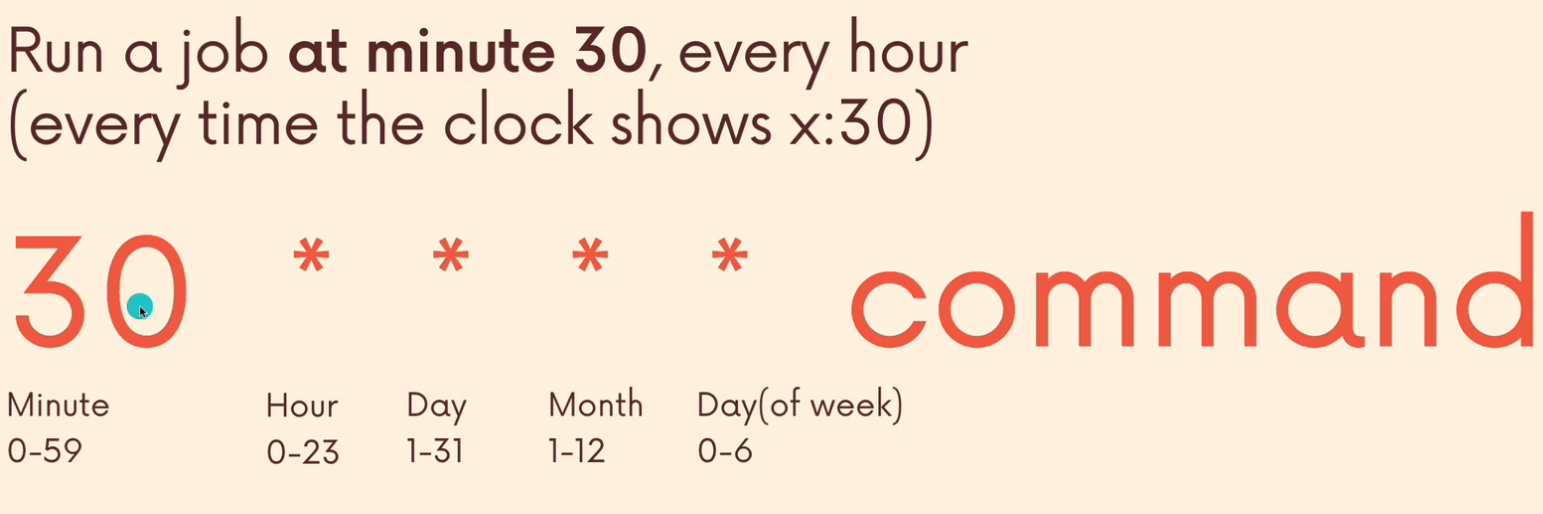 Run a job at minute 30, every hour
(every time the clock shows x:30)
30 * * * * command
Minute Hour Day Month Day(of week)
0-59 0-23 1-31 1-12 0-6